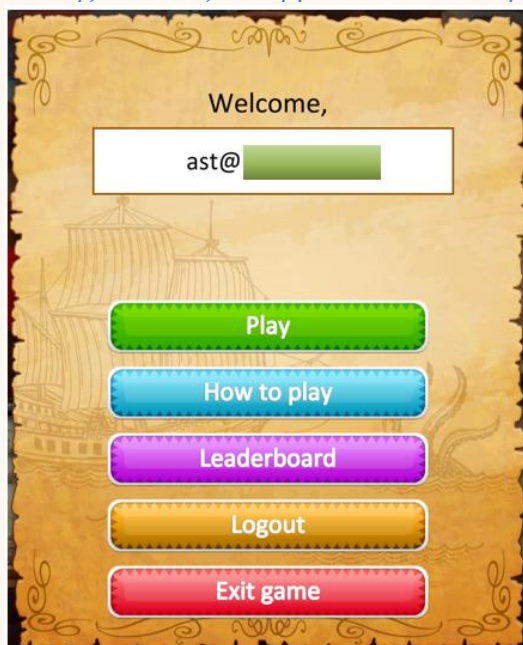 Welcome,
ast@
Play
How to play
Leaderboard
Logout
Exit game